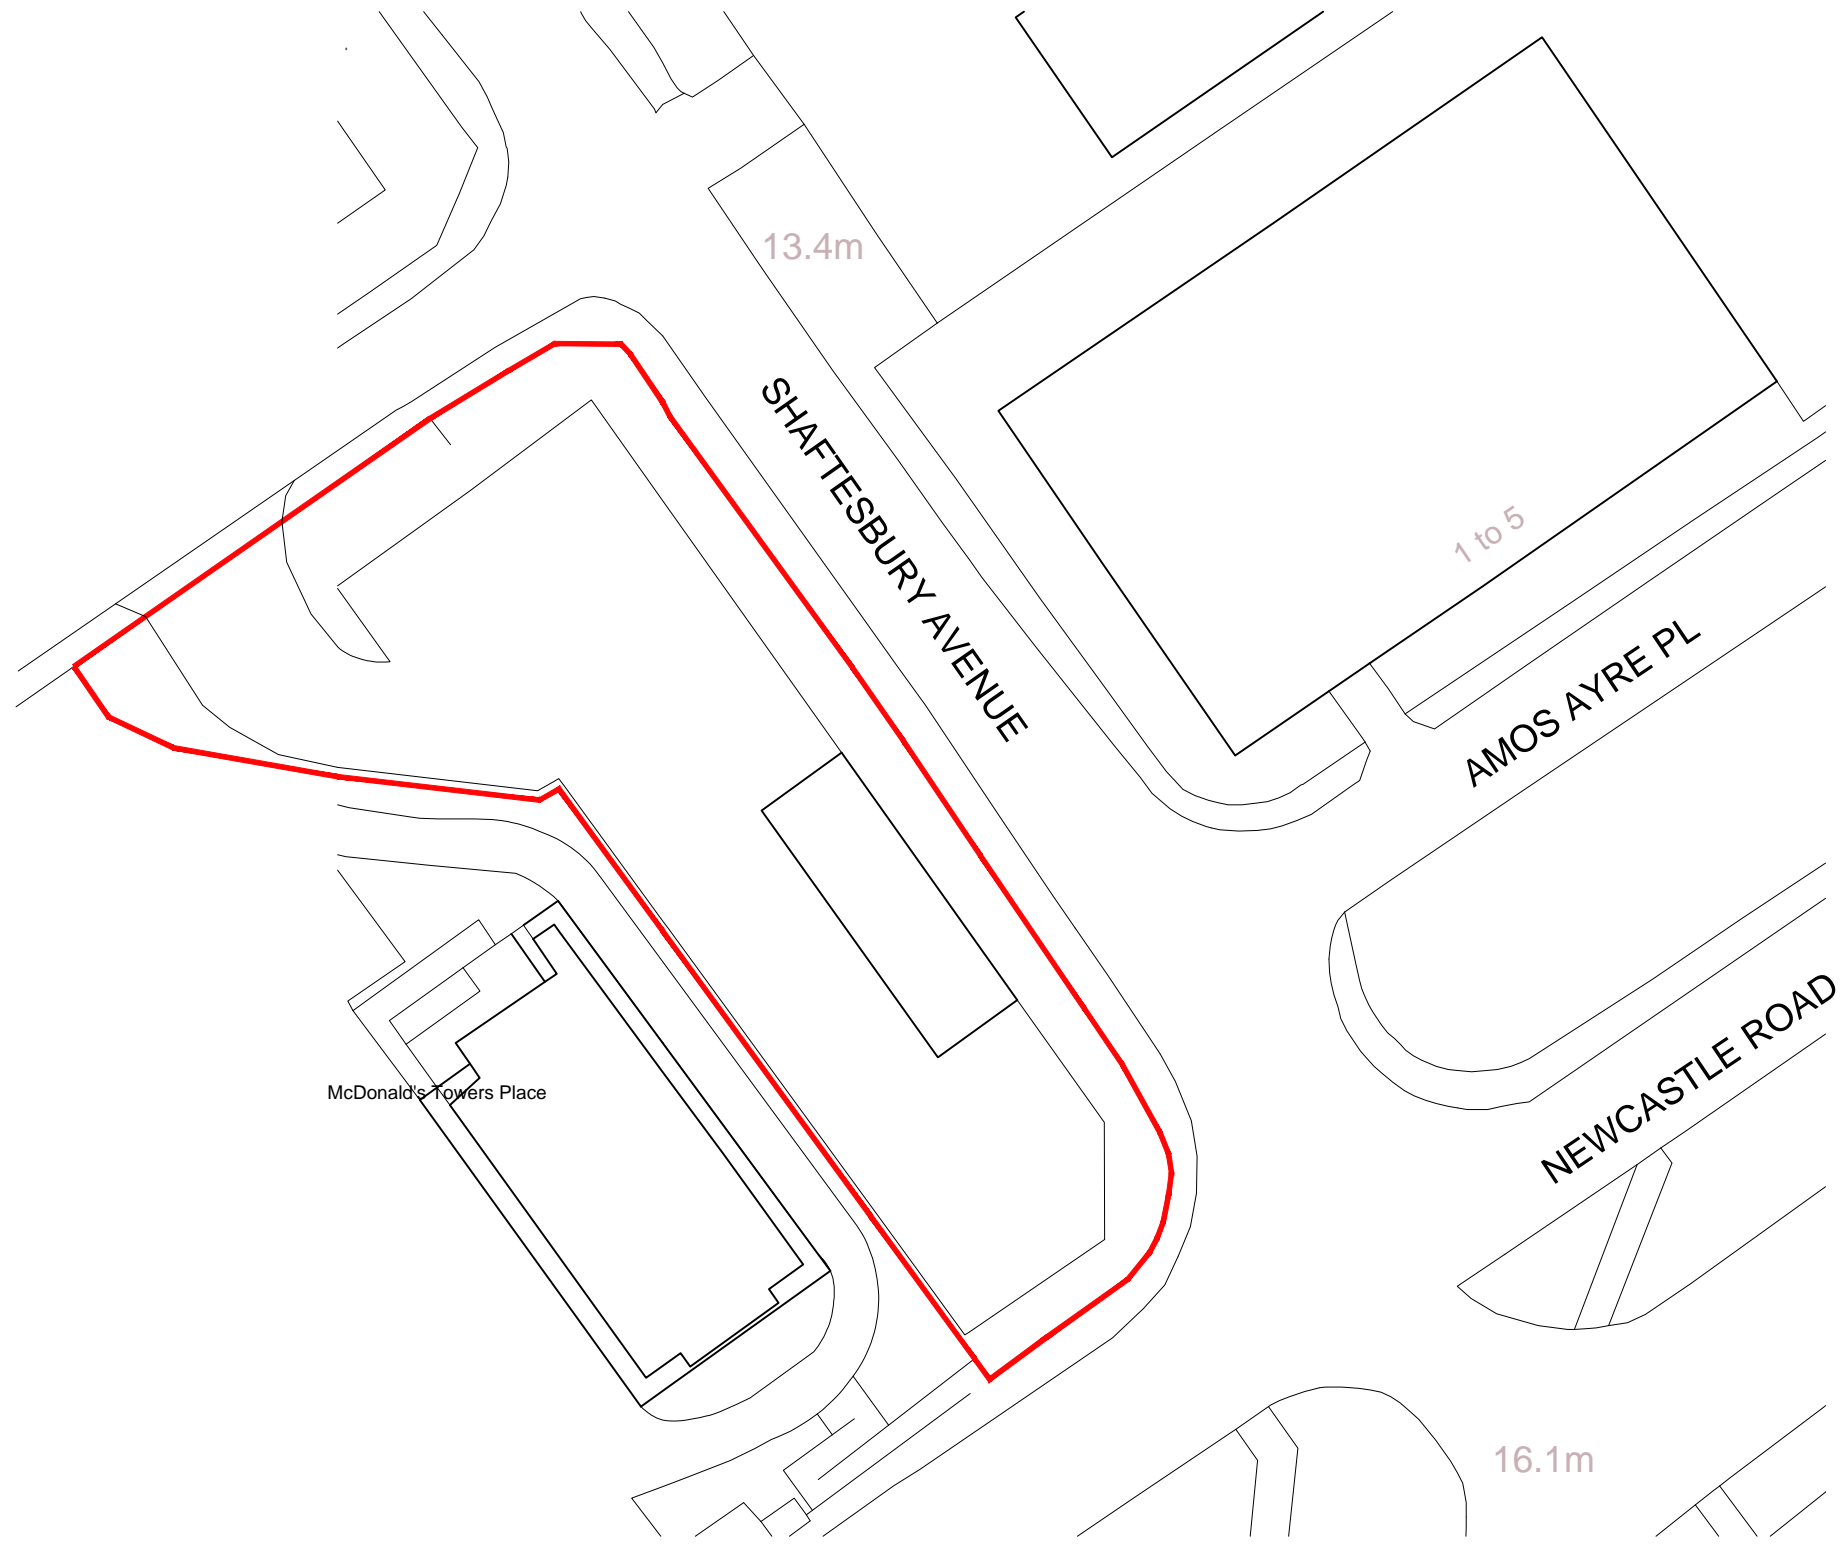 13.4m
SHAFTESBURY AVENUE
1 to 5
AMOS AYRE PL
NEWCASTLE ROAD
McDonald's Towers Place
16.1m